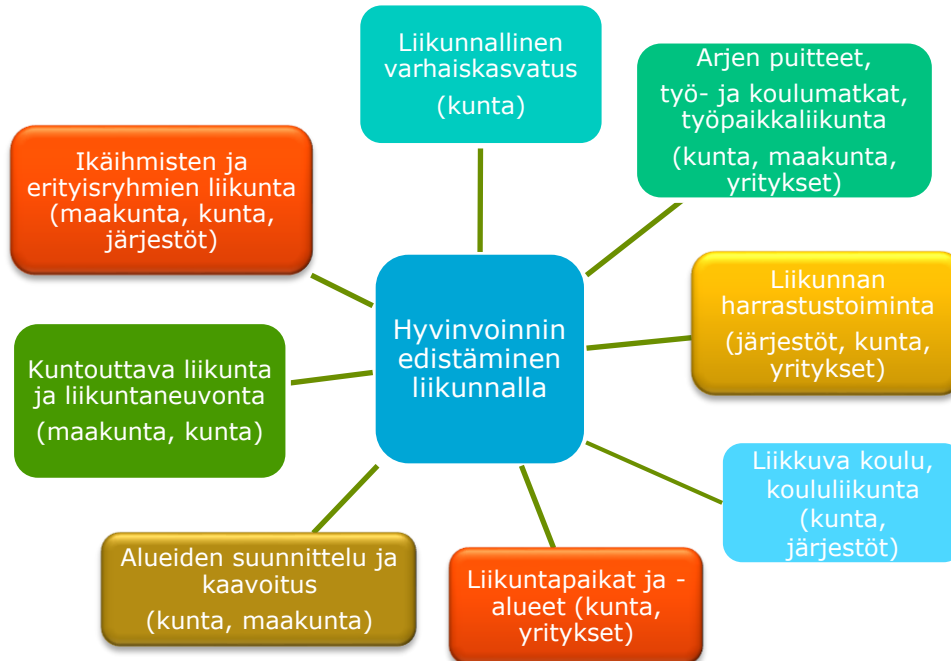 Liikunnallinen
varhaiskasvatus
(kunta)
Arjen puitteet,
työ- ja koulumatkat,
työpaikkaliikunta
(kunta, maakunta,
yritykset)
Ikäihmisten ja
erityisryhmien liikunta
(maakunta, kunta,
järjestöt)
Liikunnan
harrastustoiminta
(järjestöt, kunta,
yritykset)
Hyvinvoinnin
edistäminen
liikunnalla
Kuntouttava liikunta
ja liikuntaneuvonta
(maakunta, kunta)
Liikkuva koulu,
koululiikunta
(kunta,
järjestöt)
Alueiden suunnittelu ja
kaavoitus
(kunta, maakunta)
Liikuntapaikat ja -
alueet (kunta,
yritykset)